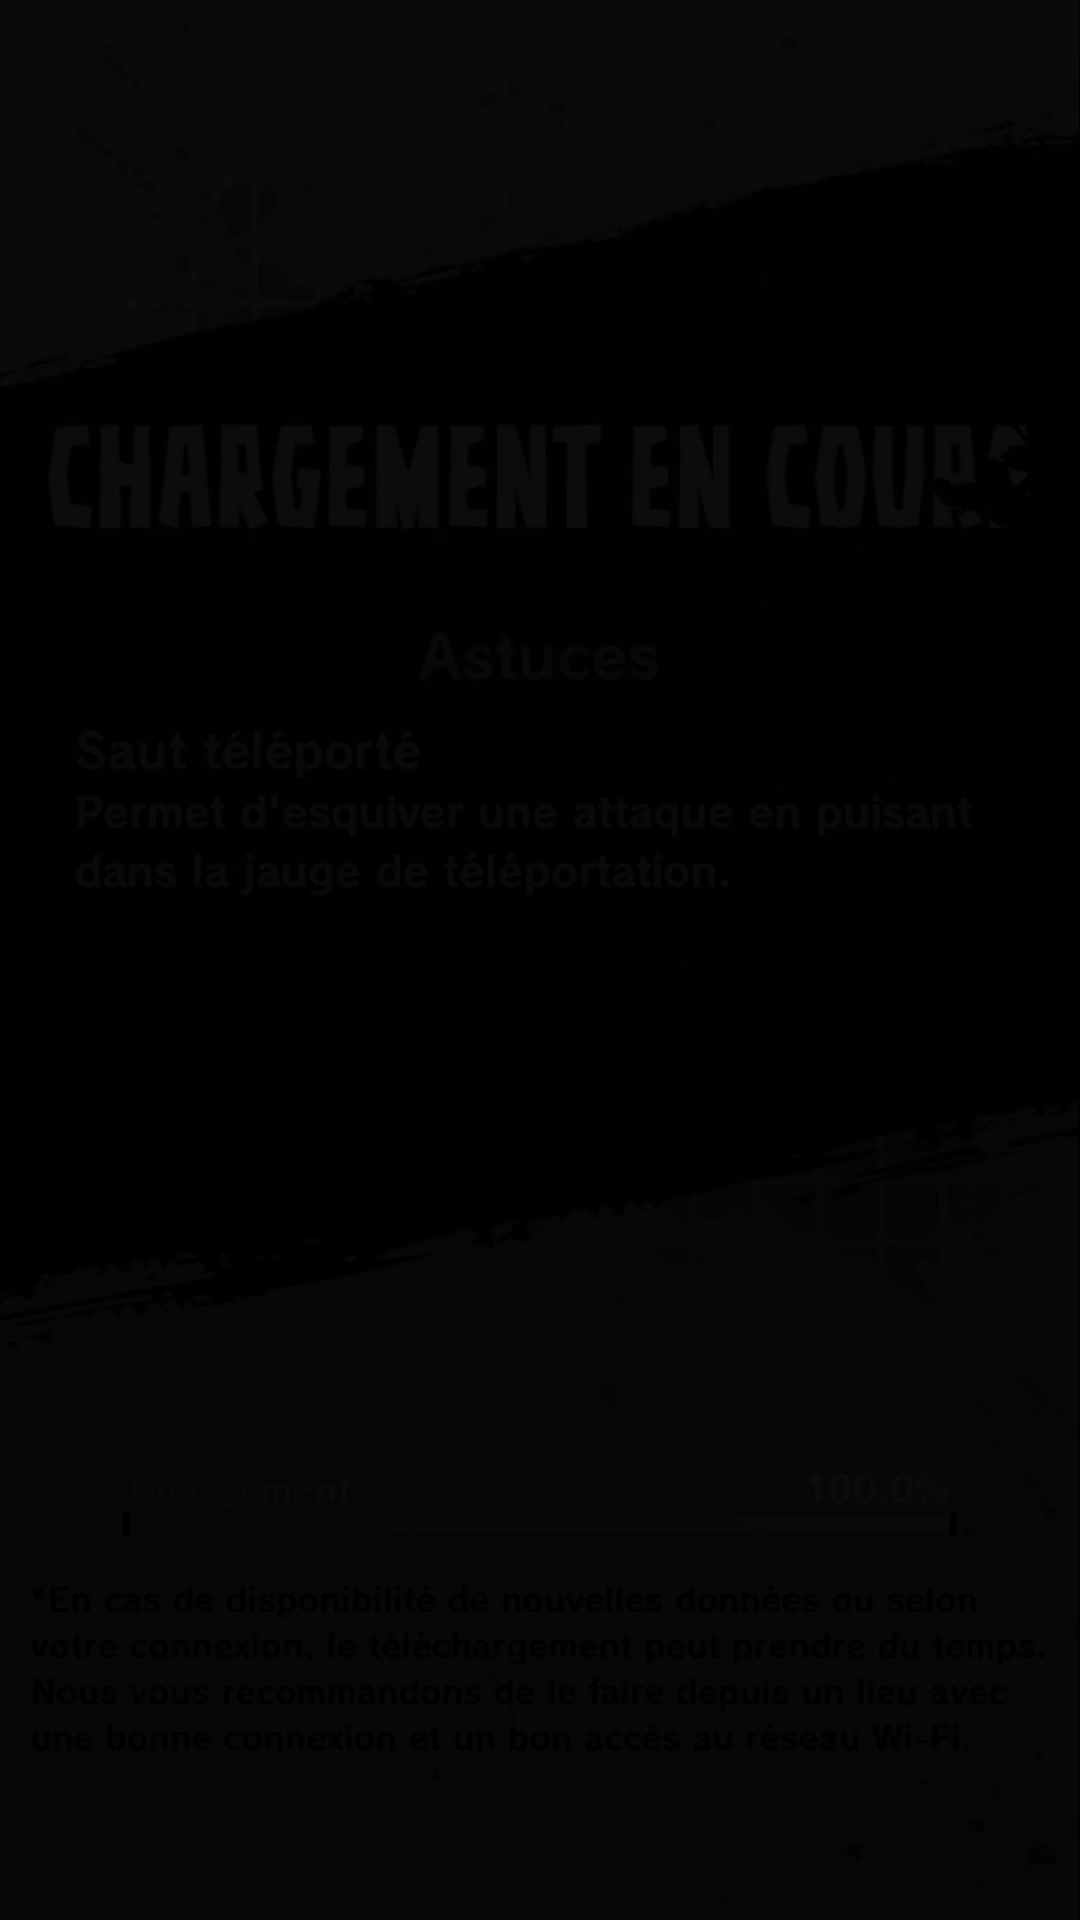 CHARGEMENT EN COURS
Astuces
Saut téléporté
Permet d'esquiver une attaque en puisant
dans la jauge de téléportation.
Chargement 100.0%
*En cas de disponibilité de nouvelles données ou selon
votre connexion, le téléchargement peut prendre du temps.
Nous vous recommandons de le faire depuis un lieu avec
une bonne connexion et un bon accès au réseau Wi-Fi.